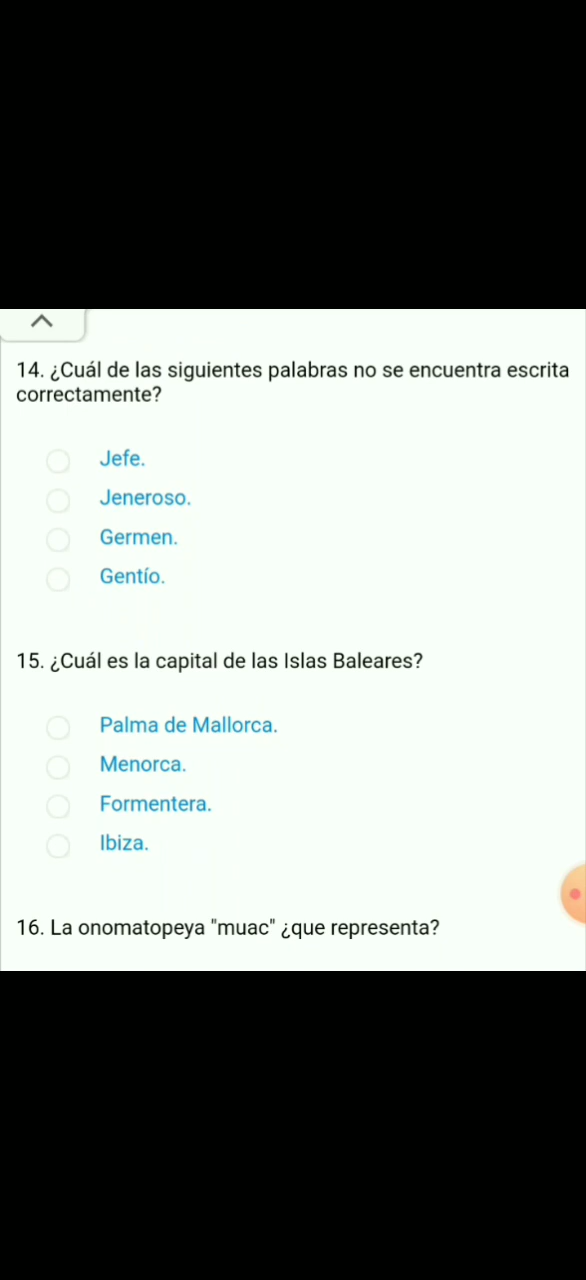 14. ¿Cuál de las siguientes palabras no se encuentra escrita
correctamente?
Jefe.
Jeneroso.
Germen.
Gentío.
15. ¿Cuál es la capital de las Islas Baleares?
Palma de Mallorca.
Menorca.
Formentera.
Ibiza.
16. La onomatopeya "muac" ¿que representa?